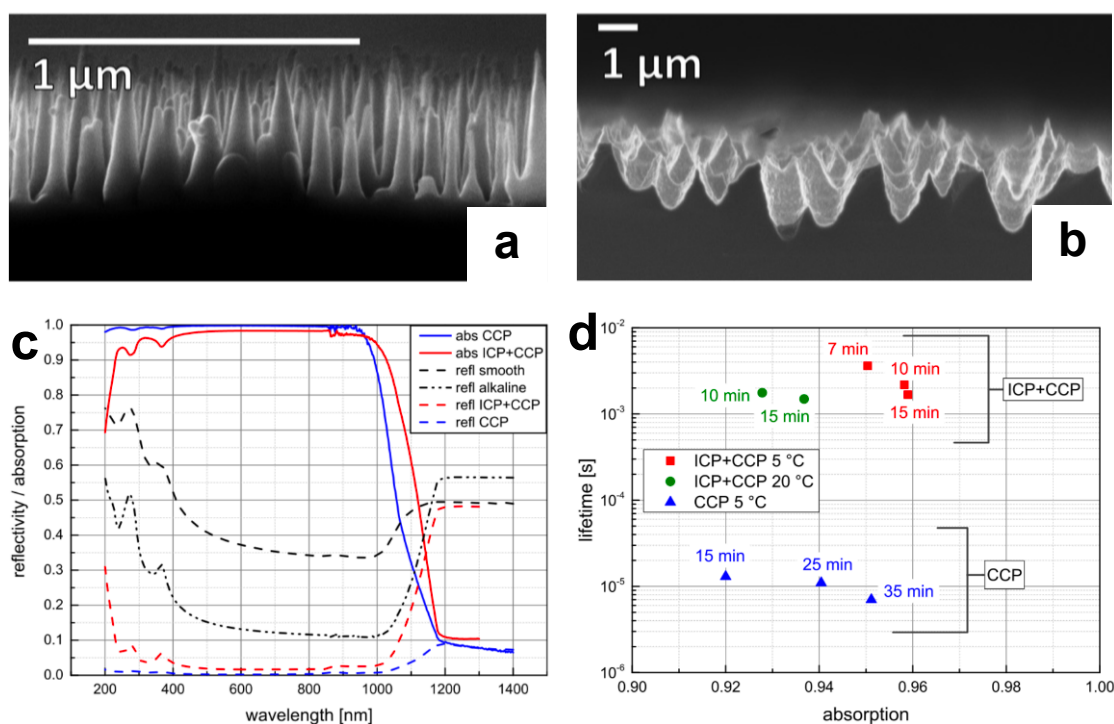 1 μm
a
1 μm
b
c
1.0
0.9
0.8
0.7
0.6
0.5
0.4
0.3
0.2
0.1
0.0
reflectivity / absorption
200
400
600
800
1000
1200
1400
wavelength [nm]
abs CCP
abs ICP+CCP
refl smooth
refl alkaline
refl ICP+CCP
refl CCP
d
10⁻²
10⁻³
10⁻⁴
10⁻⁵
10⁻⁶
lifetime [s]
7 min
10 min
15 min
10 min
15 min
ICP+CCP
ICP+CCP 5 °C
ICP+CCP 20 °C
CCP 5 °C
15 min
25 min
35 min
CCP
0.90
0.92
0.94
0.96
0.98
1.00
absorption